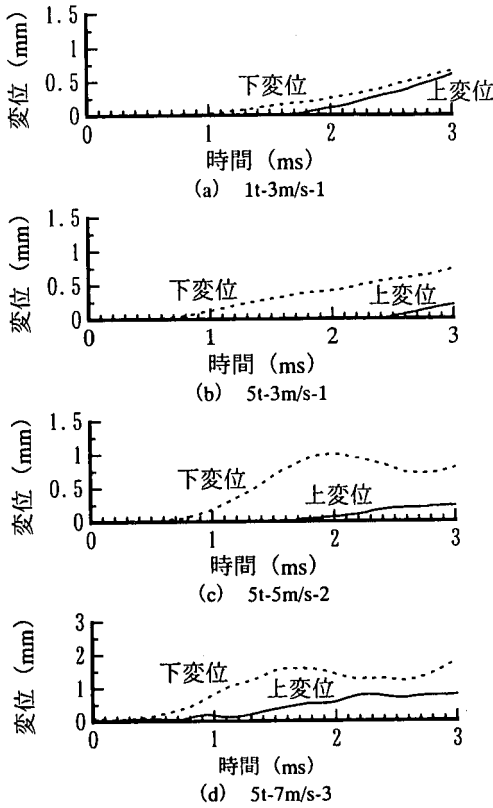 1.5
1
0.5
0
変位 (mm)
下変位
上変位
0 1 2 3
時間 (ms)
(a) 1t-3m/s-1
1.5
1
0.5
0
変位 (mm)
下変位
上変位
0 1 2 3
時間 (ms)
(b) 5t-3m/s-1
1.5
1
0.5
0
変位 (mm)
下変位
上変位
0 1 2 3
時間 (ms)
(c) 5t-5m/s-2
3
2
1
0
変位 (mm)
下変位
上変位
0 1 2 3
時間 (ms)
(d) 5t-7m/s-3